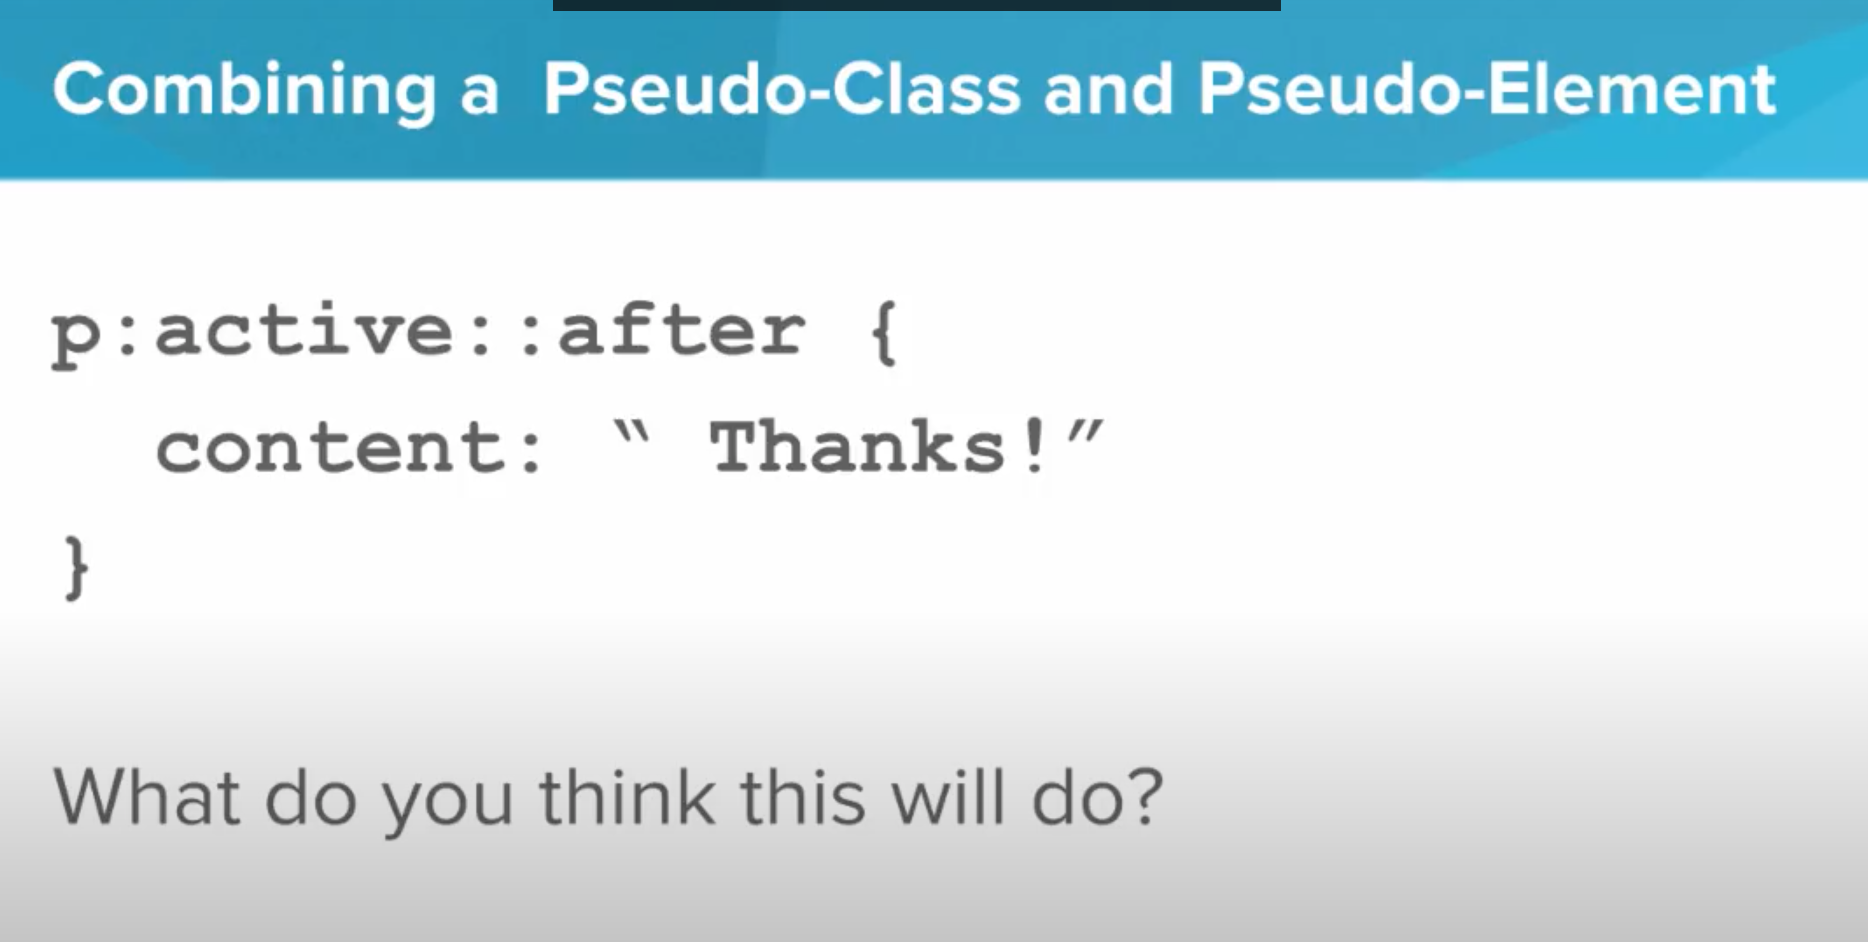 Combining a  Pseudo-Class and Pseudo-Element
p:active::after {
  content: “ Thanks!”
}
What do you think this will do?